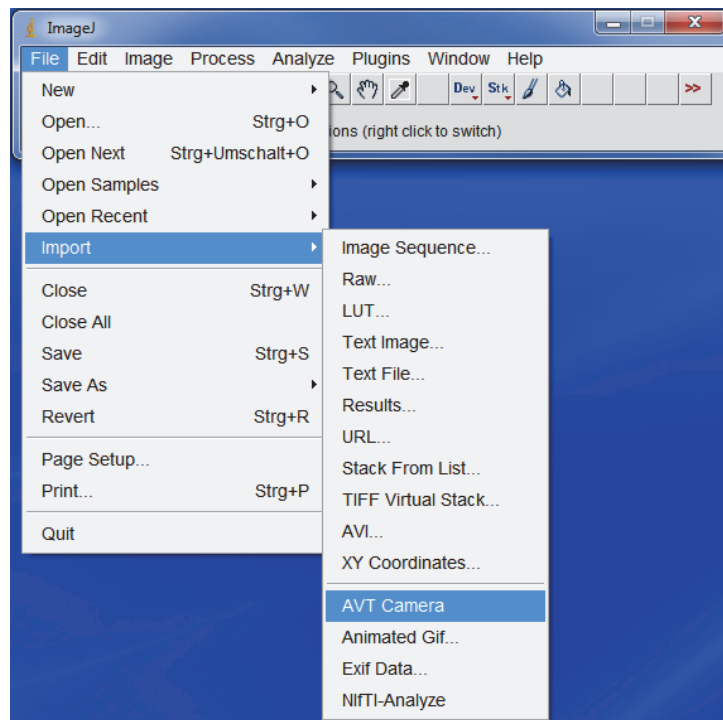 ImageJ
File Edit Image Process Analyze Plugins Window Help
Dev Stk >>
ions (right click to switch)
New
Open... Strg+O
Open Next Strg+Umschalt+O
Open Samples
Open Recent
Import
Close Strg+W
Close All
Save Strg+S
Save As
Revert Strg+R
Page Setup...
Print... Strg+P
Quit
Image Sequence...
Raw...
LUT...
Text Image...
Text File...
Results...
URL...
Stack From List...
TIFF Virtual Stack...
AVI...
XY Coordinates...
AVT Camera
Animated Gif...
Exif Data...
NIfTI-Analyze